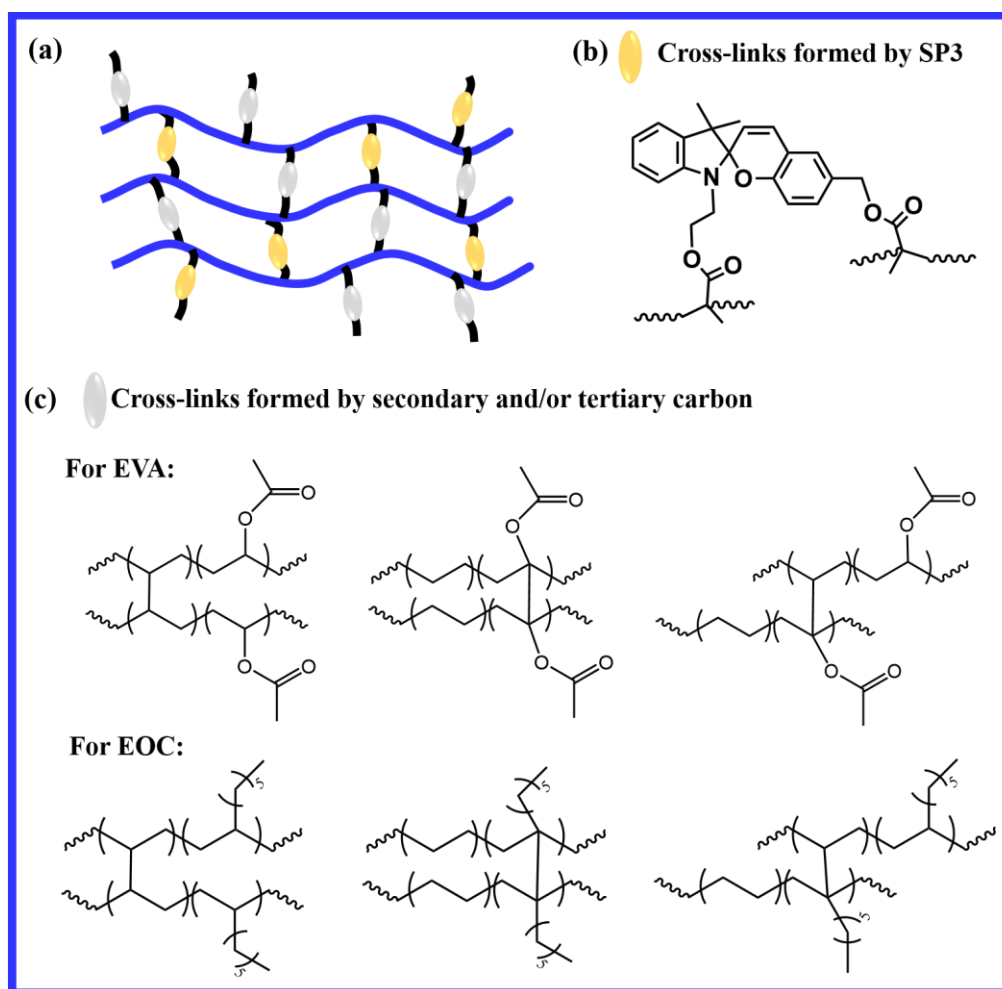 (a)
(b) Cross-links formed by SP3
N
O
O
O
O
O
(c) Cross-links formed by secondary and/or tertiary carbon
For EVA:
O
O
O
O
O
O
O
O
O
O
O
O
For EOC:
5
5
5
5
5
5